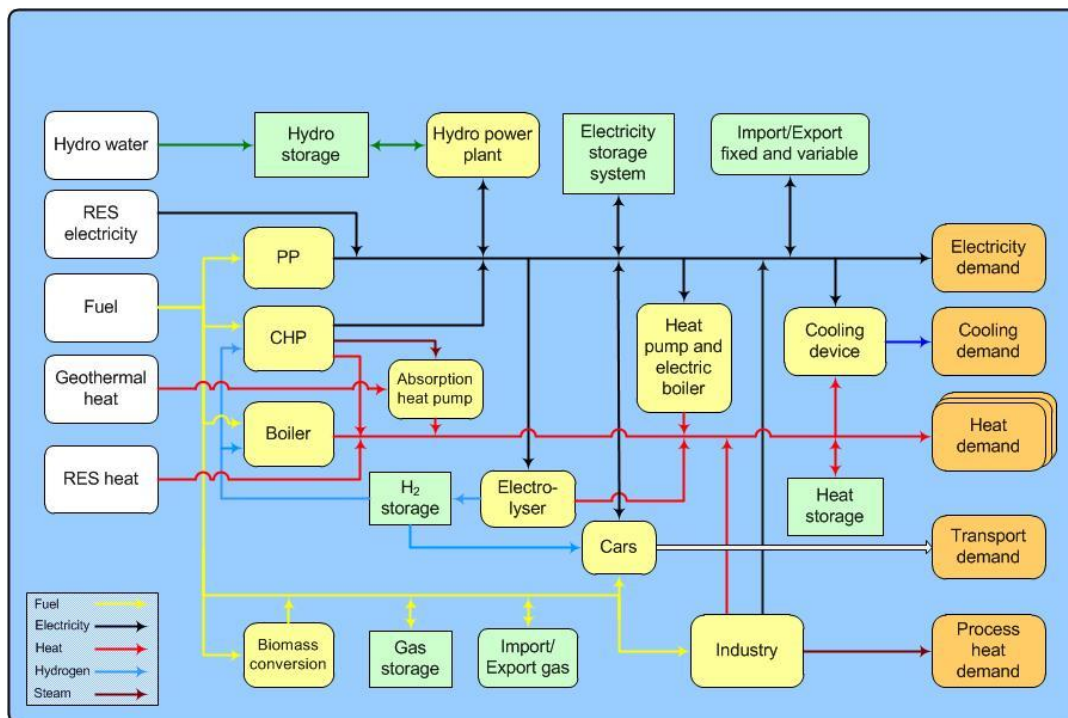 Hydro water
Hydro
storage
Hydro power
plant
Electricity
storage
system
Import/Export
fixed and variable
RES
electricity
PP
Electricity
demand
Fuel
CHP
Heat
pump and
electric
boiler
Cooling
device
Cooling
demand
Geothermal
heat
Absorption
heat pump
Boiler
Heat
demand
RES heat
H2
storage
Electro-
lyser
Heat
storage
Cars
Transport
demand
Fuel
Electricity
Heat
Hydrogen
Steam
Biomass
conversion
Gas
storage
Import/
Export gas
Industry
Process
heat
demand